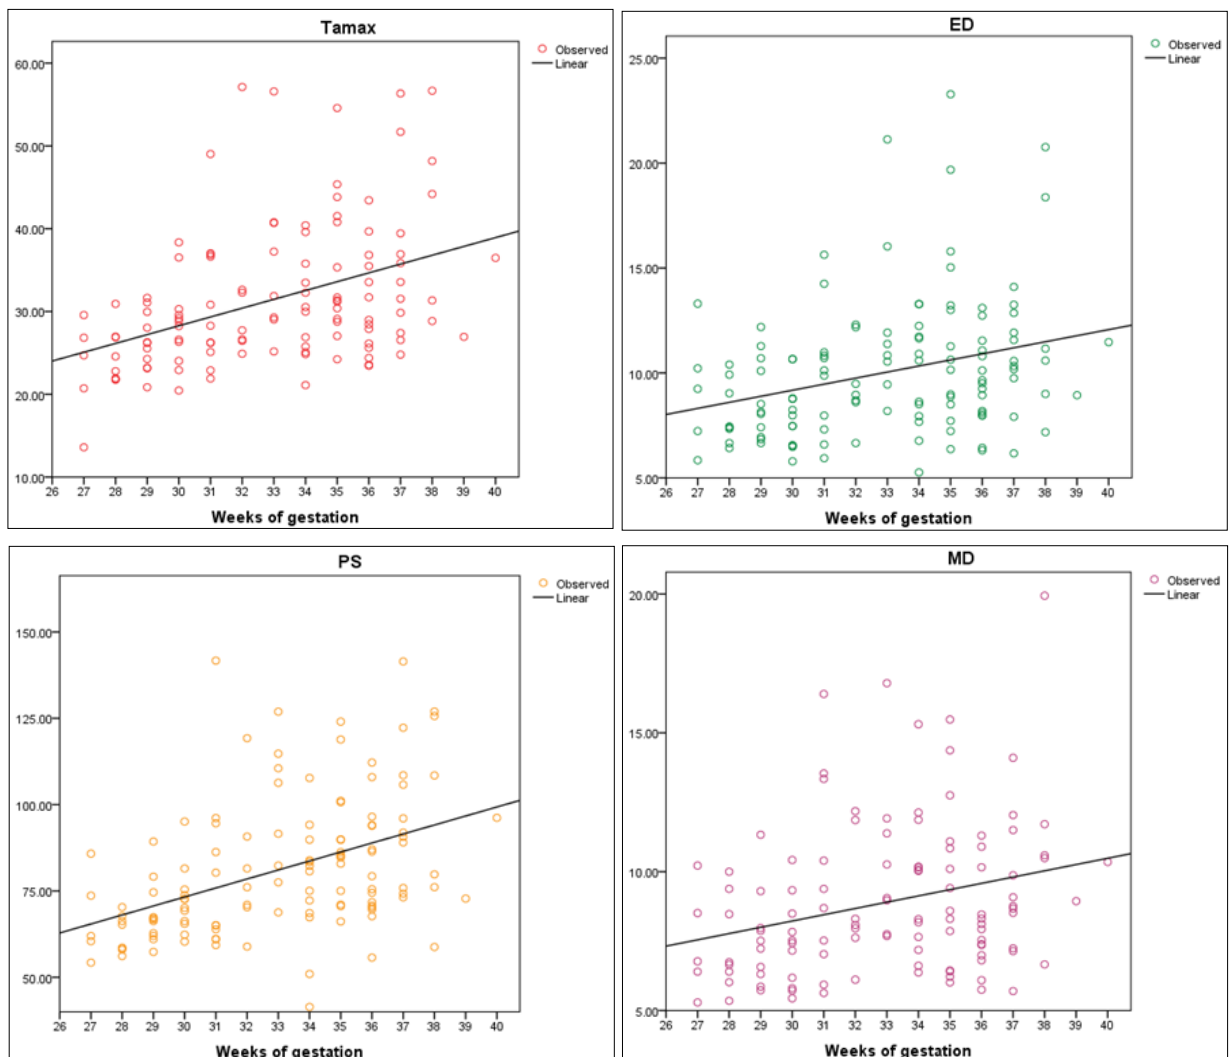 Tamax
Observed
Linear
60.00
50.00
40.00
30.00
20.00
10.00
26 27 28 29 30 31 32 33 34 35 36 37 38 39 40
Weeks of gestation
ED
Observed
Linear
25.00
20.00
15.00
10.00
5.00
26 27 28 29 30 31 32 33 34 35 36 37 38 39 40
Weeks of gestation
PS
Observed
Linear
150.00
125.00
100.00
75.00
50.00
26 27 28 29 30 31 32 33 34 35 36 37 38 39 40
Weeks of gestation
MD
Observed
Linear
20.00
15.00
10.00
5.00
26 27 28 29 30 31 32 33 34 35 36 37 38 39 40
Weeks of gestation